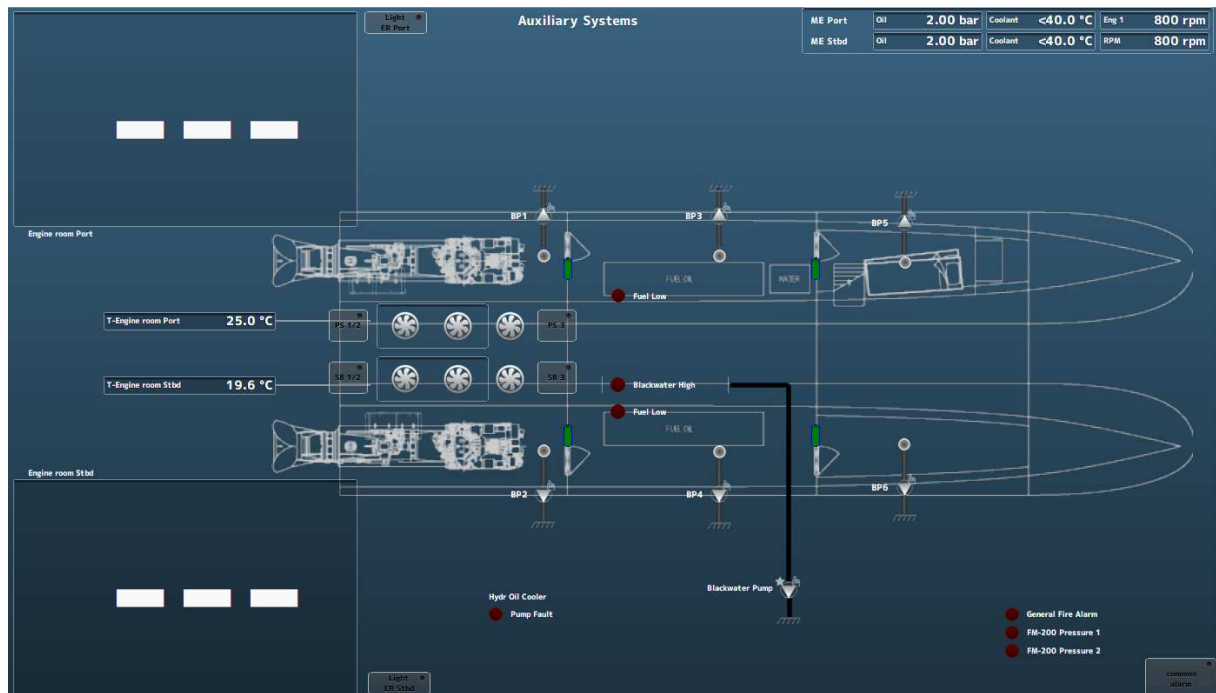 Light
ER Port
Auxiliary Systems
ME Port Oil 2.00 bar Coolant <40.0 °C Eng 1 800 rpm
ME Stbd Oil 2.00 bar Coolant <40.0 °C RPM 800 rpm
BP1 BP3 BP5
Engine room Port
FUEL OIL WATER
Fuel Low
T-Engine room Port 25.0 °C PS 1/2 PS 3
T-Engine room Stbd 19.6 °C SB 1/2 SB 3 Blackwater High
Fuel Low
FUEL OIL
Engine room Stbd
BP2 BP4 BP6
Blackwater Pump
Hydr Oil Cooler
Pump Fault General Fire Alarm
FM-200 Pressure 1
FM-200 Pressure 2
Light
ER Stbd
common
alarm